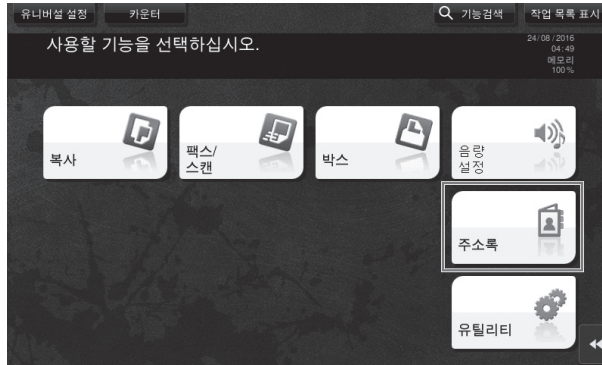 유니버설 설정
카운터
기능검색
작업 목록 표시
사용할 기능을 선택하십시오.
24/08/2016
04:49
메모리
100%
복사
팩스/
스캔
박스
음량
설정
주소록
유틸리티